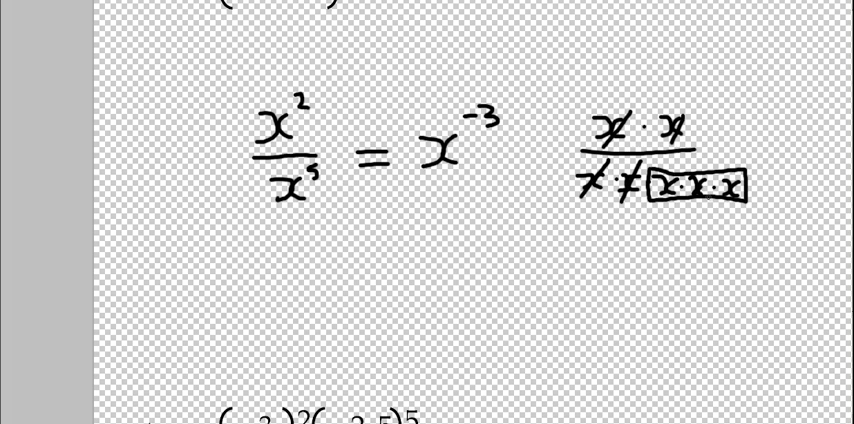 x² / x⁵ = x⁻³
x · x / x · x x · x · x